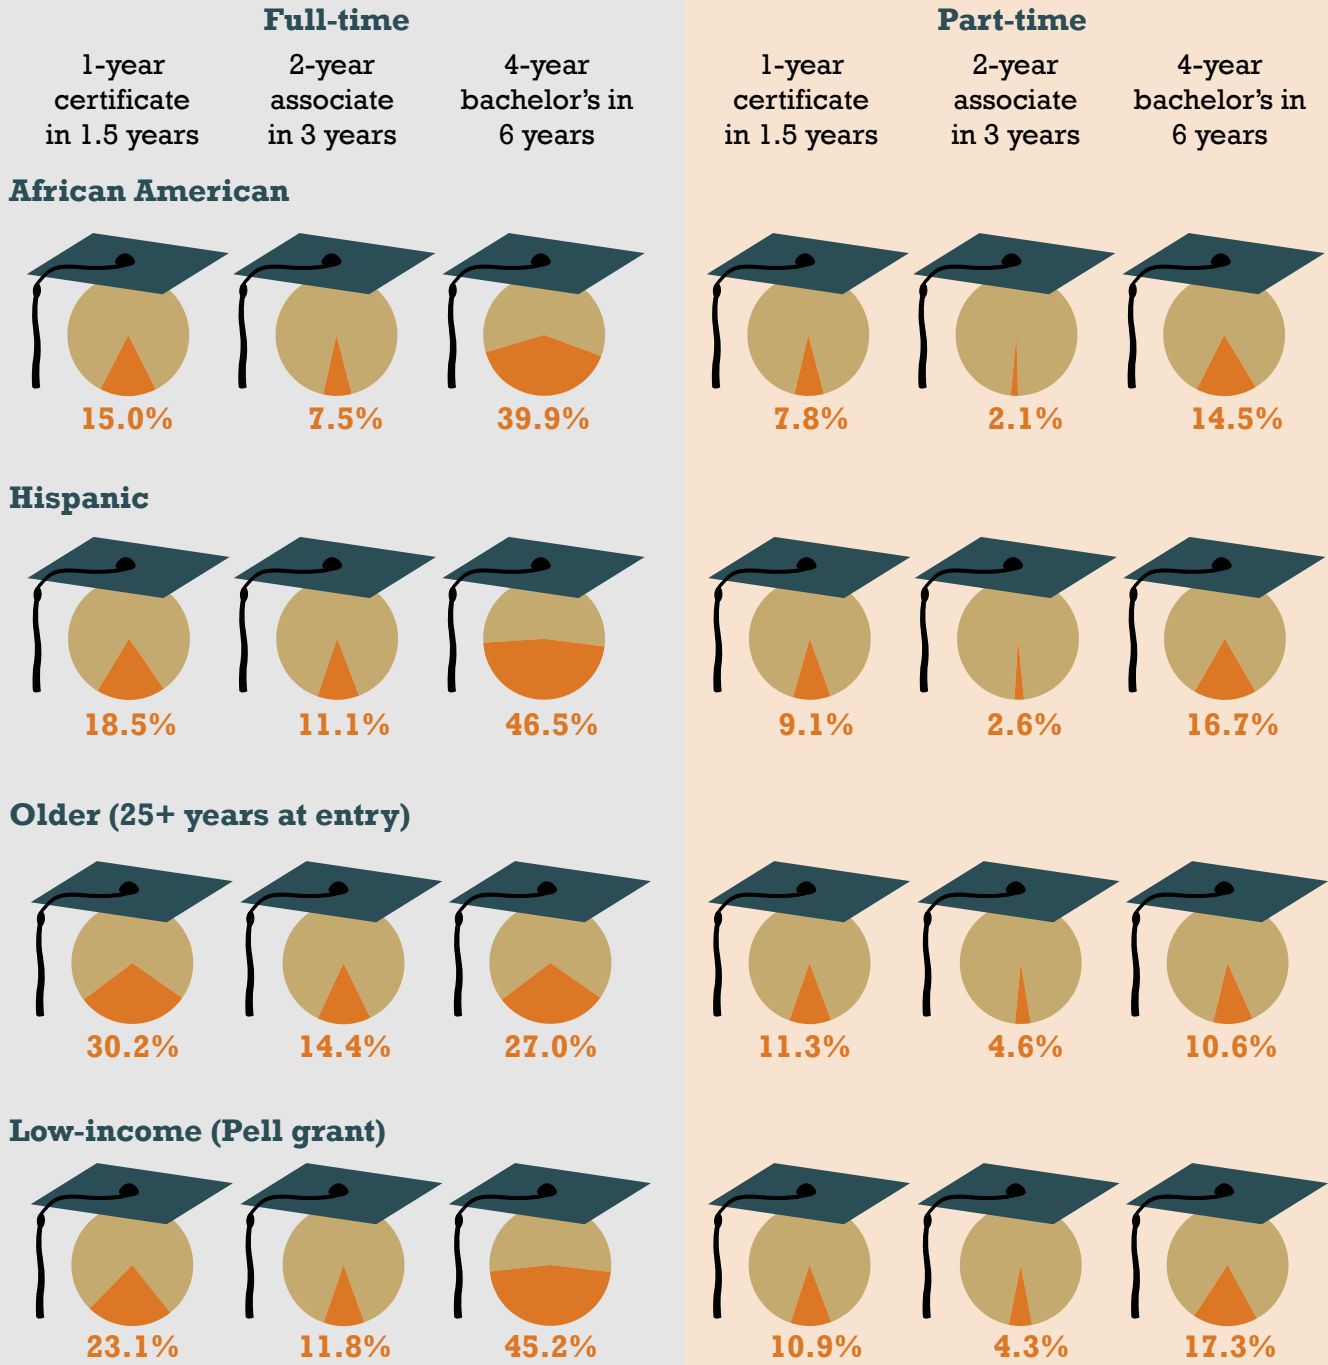 Full-time
1-year
certificate
in 1.5 years
2-year
associate
in 3 years
4-year
bachelor's in
6 years
Part-time
1-year
certificate
in 1.5 years
2-year
associate
in 3 years
4-year
bachelor's in
6 years
African American
15.0%
7.5%
39.9%
7.8%
2.1%
14.5%
Hispanic
18.5%
11.1%
46.5%
9.1%
2.6%
16.7%
Older (25+ years at entry)
30.2%
14.4%
27.0%
11.3%
4.6%
10.6%
Low-income (Pell grant)
23.1%
11.8%
45.2%
10.9%
4.3%
17.3%